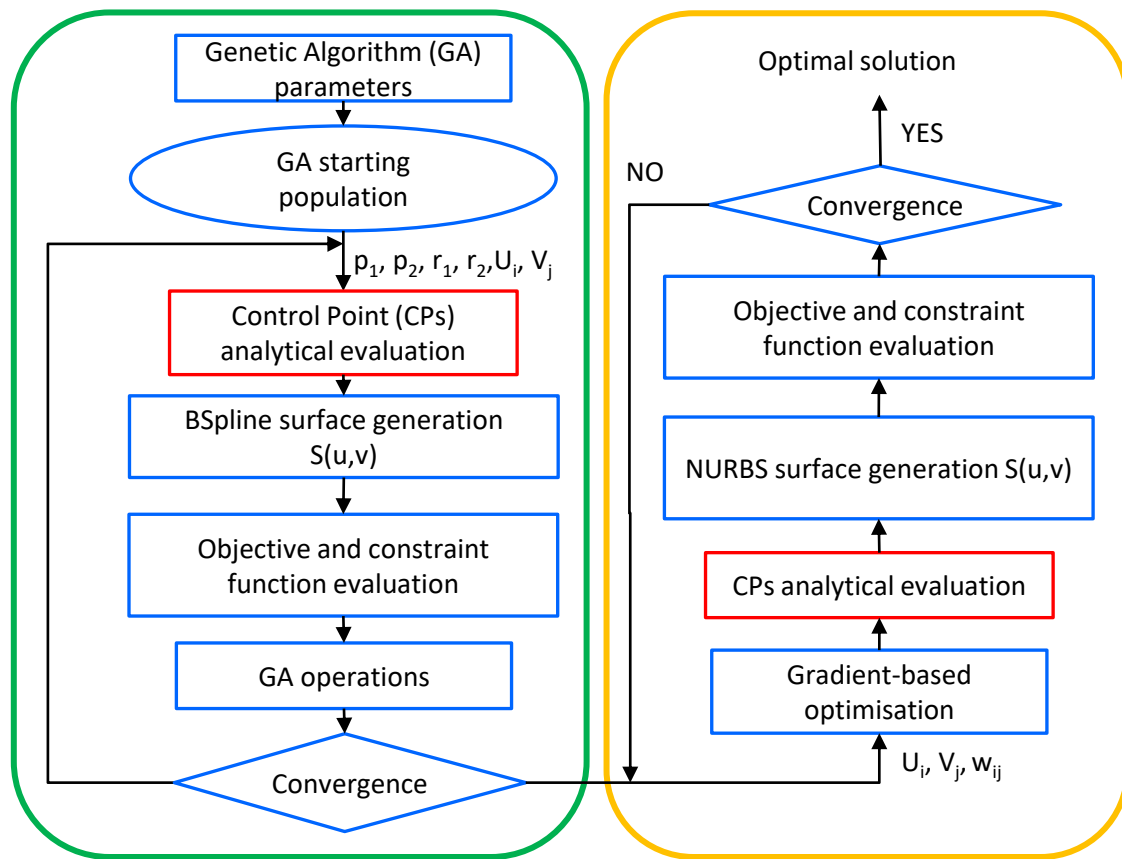 Genetic Algorithm (GA)
parameters
GA starting
population
p₁, p₂, r₁, r₂,Uᵢ, Vⱼ
Control Point (CPs)
analytical evaluation
BSpline surface generation
S(u,v)
Objective and constraint
function evaluation
GA operations
Convergence
Optimal solution
YES
NO
Convergence
Objective and constraint
function evaluation
NURBS surface generation S(u,v)
CPs analytical evaluation
Gradient-based
optimisation
Uᵢ, Vⱼ, wᵢⱼ